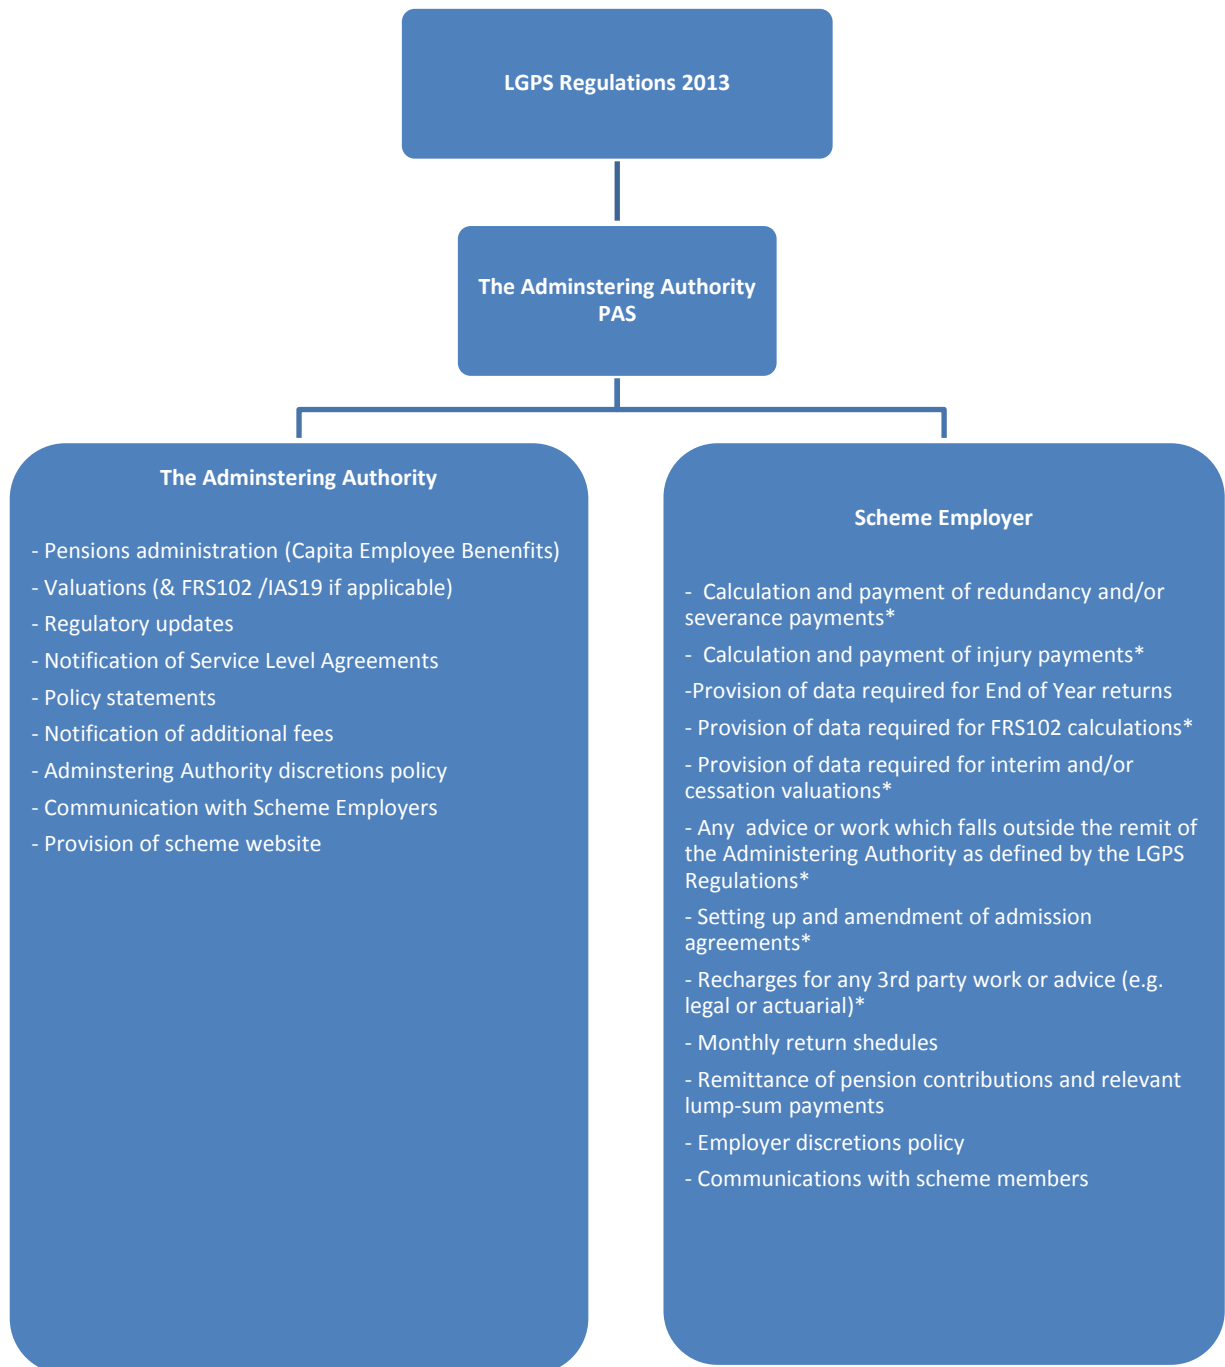 LGPS Regulations 2013
The Adminstering Authority
PAS
The Adminstering Authority
- Pensions administration (Capita Employee Benenfits)
- Valuations (& FRS102 /IAS19 if applicable)
- Regulatory updates
- Notification of Service Level Agreements
- Policy statements
- Notification of additional fees
- Adminstering Authority discretions policy
- Communication with Scheme Employers
- Provision of scheme website
Scheme Employer
- Calculation and payment of redundancy and/or
severance payments*
- Calculation and payment of injury payments*
-Provision of data required for End of Year returns
- Provision of data required for FRS102 calculations*
- Provision of data required for interim and/or
cessation valuations*
- Any advice or work which falls outside the remit of
the Administering Authority as defined by the LGPS
Regulations*
- Setting up and amendment of admission
agreements*
- Recharges for any 3rd party work or advice (e.g.
legal or actuarial)*
- Monthly return shedules
- Remittance of pension contributions and relevant
lump-sum payments
- Employer discretions policy
- Communications with scheme members